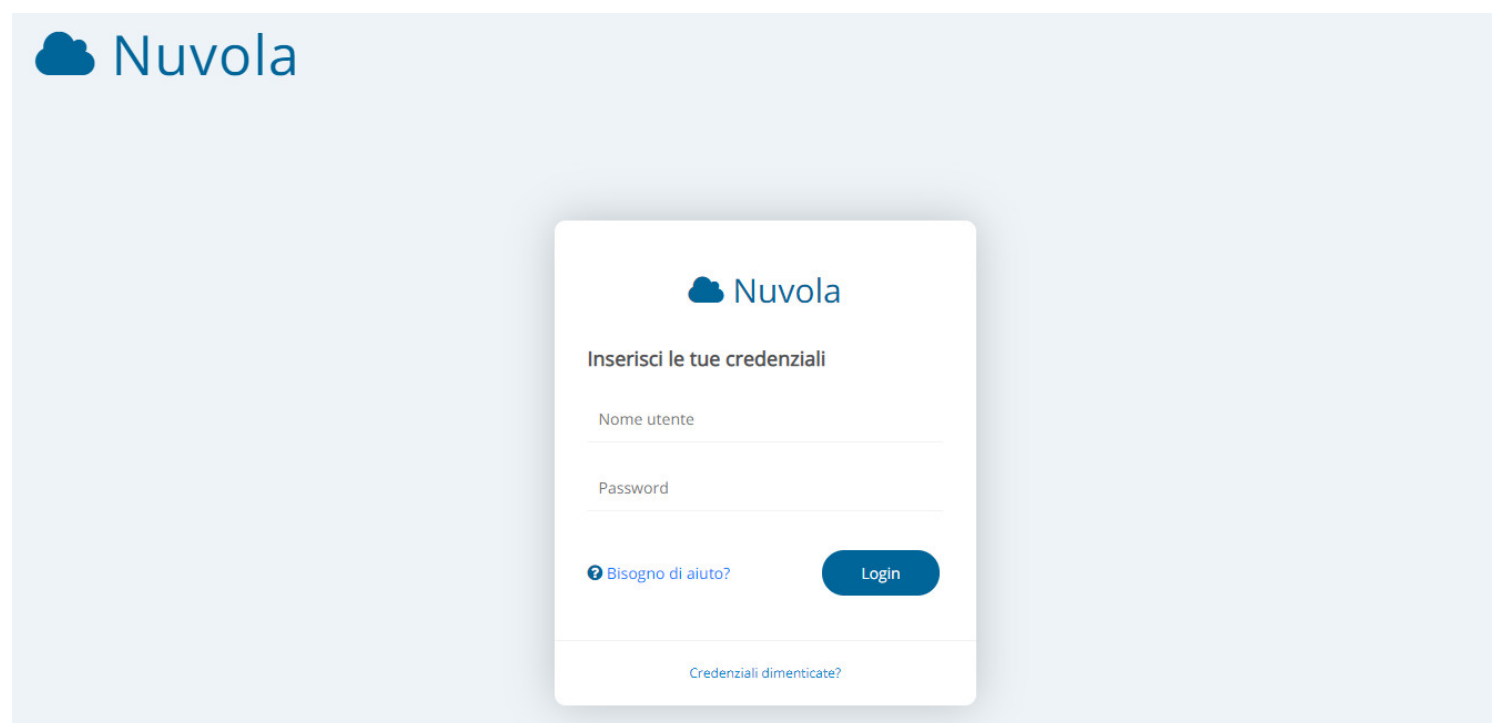 Nuvola
Nuvola
Inserisci le tue credenziali
Nome utente
Password
Bisogno di aiuto?
Login
Credenziali dimenticate?